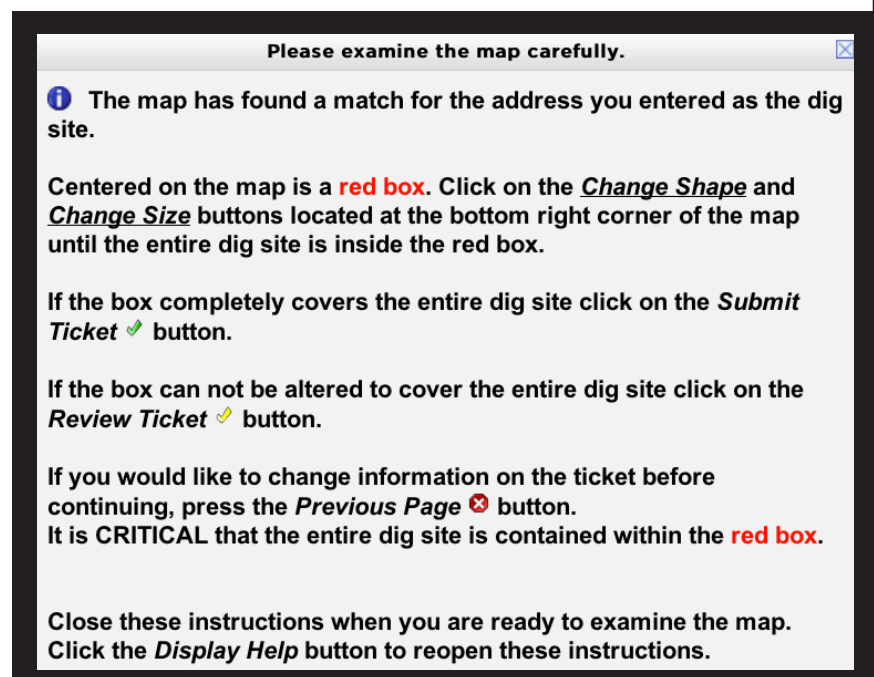 Please examine the map carefully.
The map has found a match for the address you entered as the dig
site.
Centered on the map is a red box. Click on the Change Shape and
Change Size buttons located at the bottom right corner of the map
until the entire dig site is inside the red box.
If the box completely covers the entire dig site click on the Submit
Ticket button.
If the box can not be altered to cover the entire dig site click on the
Review Ticket button.
If you would like to change information on the ticket before
continuing, press the Previous Page button.
It is CRITICAL that the entire dig site is contained within the red box.
Close these instructions when you are ready to examine the map.
Click the Display Help button to reopen these instructions.